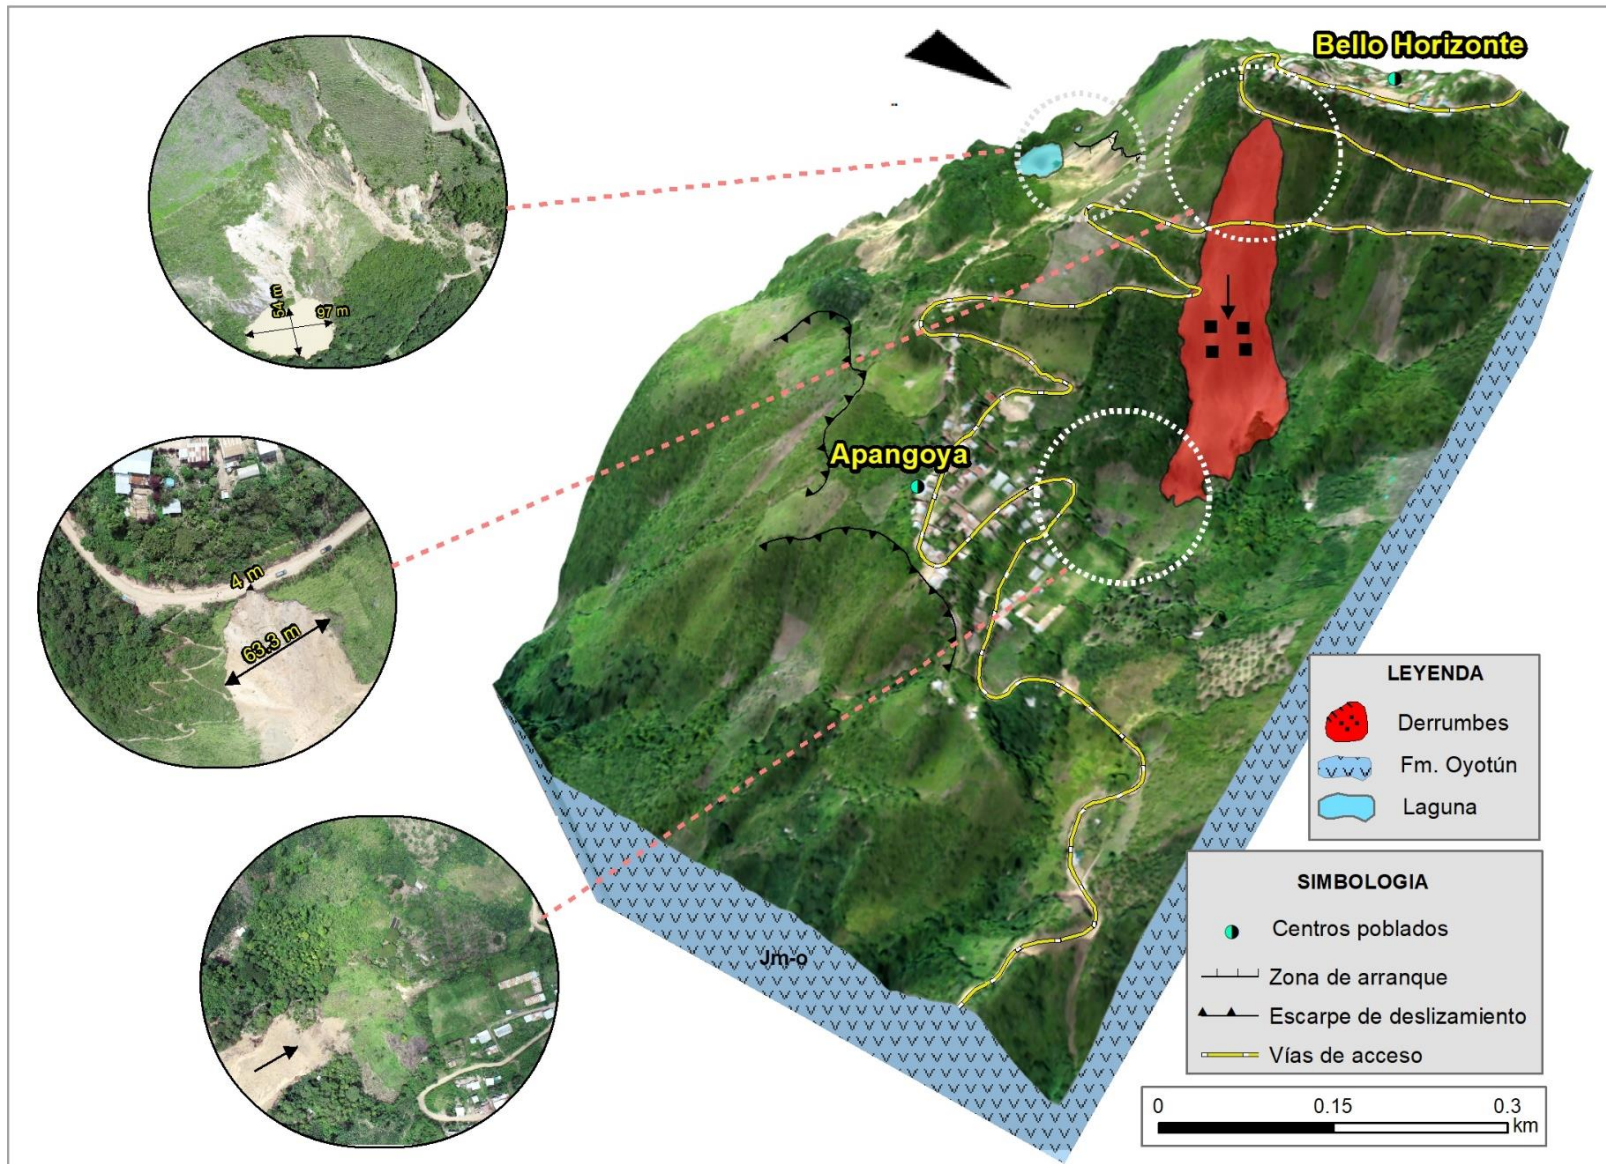 Bello Horizonte
54 m
97 m
Apangoya
4 m
63.3 m
Jm-o
LEYENDA
Derrumbes
Fm. Oyotún
Laguna
SIMBOLOGIA
Centros poblados
Zona de arranque
Escarpe de deslizamiento
Vías de acceso
0 0.15 0.3
km